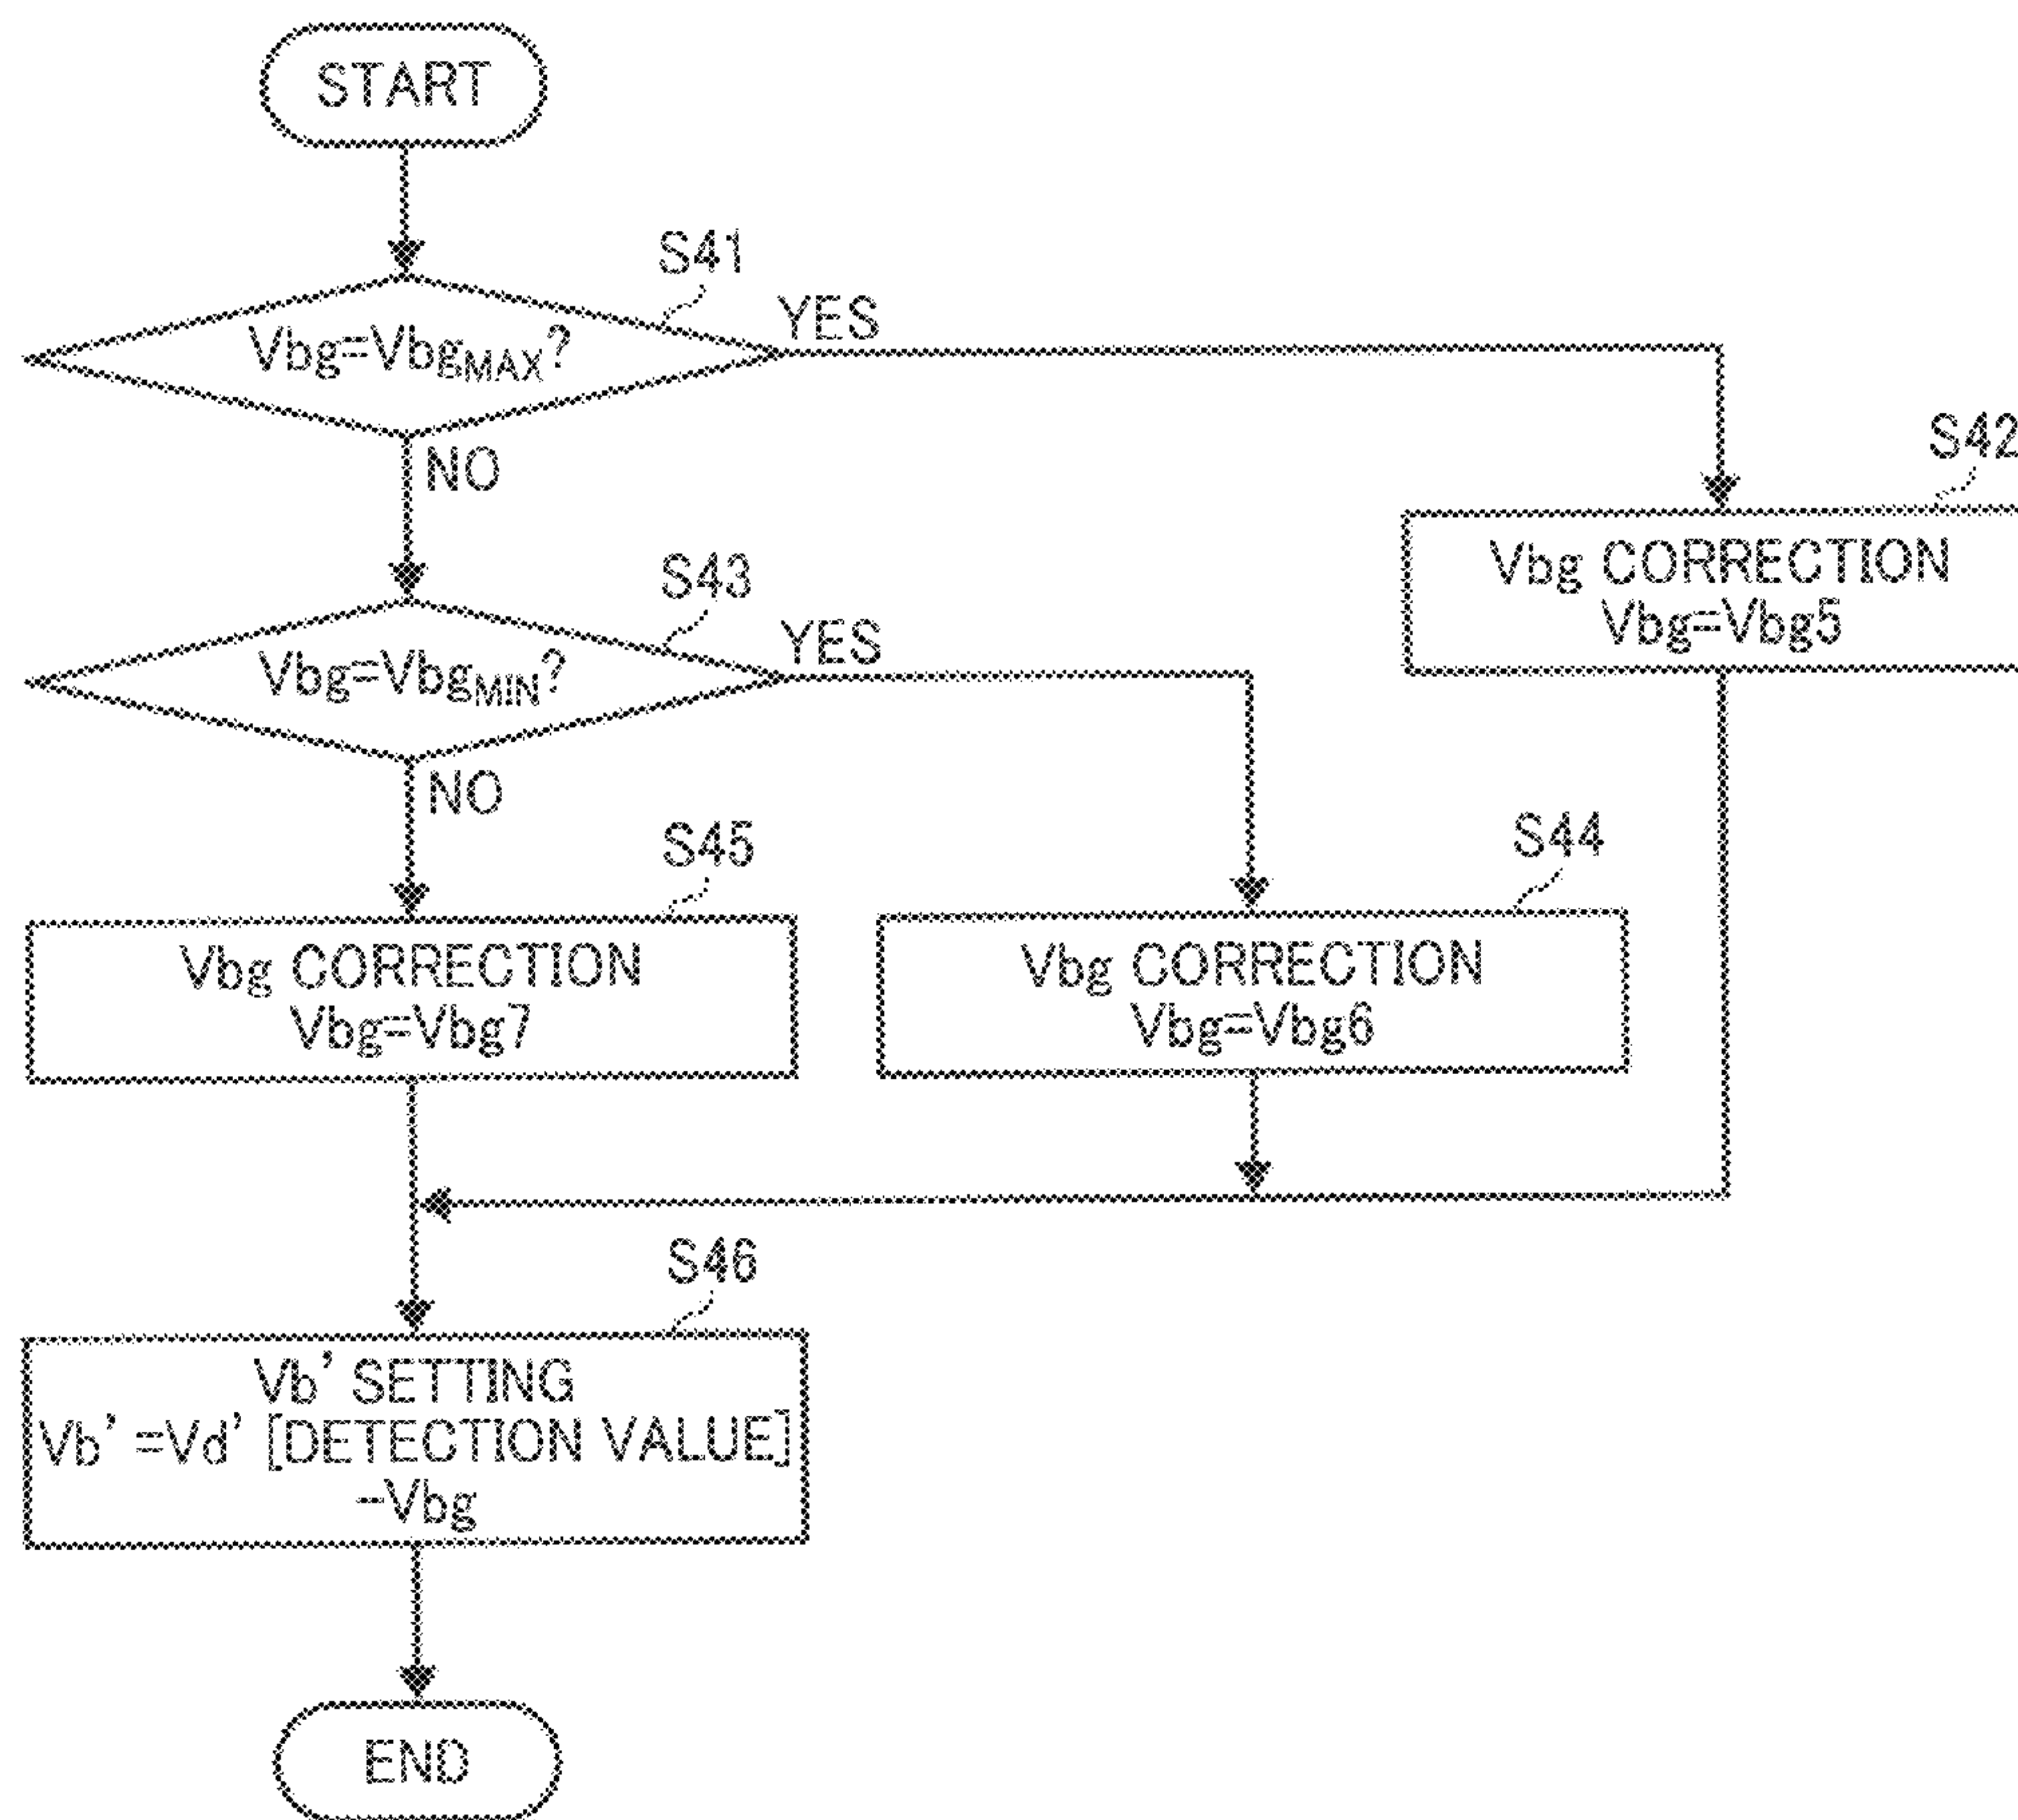 START
S41
Vbg=VbgMAX?
YES
NO
S42
Vbg CORRECTION
Vbg=Vbg5
S43
Vbg=VbgMIN?
YES
NO
S45
Vbg CORRECTION
Vbg=Vbg7
S44
Vbg CORRECTION
Vbg=Vbg6
S46
Vb' SETTING
Vb' =Vd' [DETECTION VALUE]
-Vbg
END